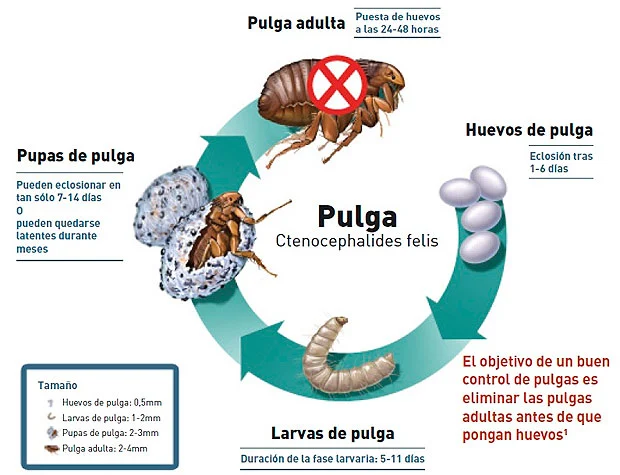 Pulga adulta
Puesta de huevos
a las 24-48 horas
Huevos de pulga
Eclosión tras
1-6 días
Pupas de pulga
Pueden eclosionar en
tan sólo 7-14 días
O
pueden quedarse
latentes durante
meses
Pulga
Ctenocephalides felis
El objetivo de un buen
control de pulgas es
eliminar las pulgas
adultas antes de que
pongan huevos¹
Larvas de pulga
Duración de la fase larvaria: 5-11 días
Tamaño
Huevos de pulga: 0,5mm
Larvas de pulga: 1-2mm
Pupas de pulga: 2-3mm
Pulga adulta: 2-4mm